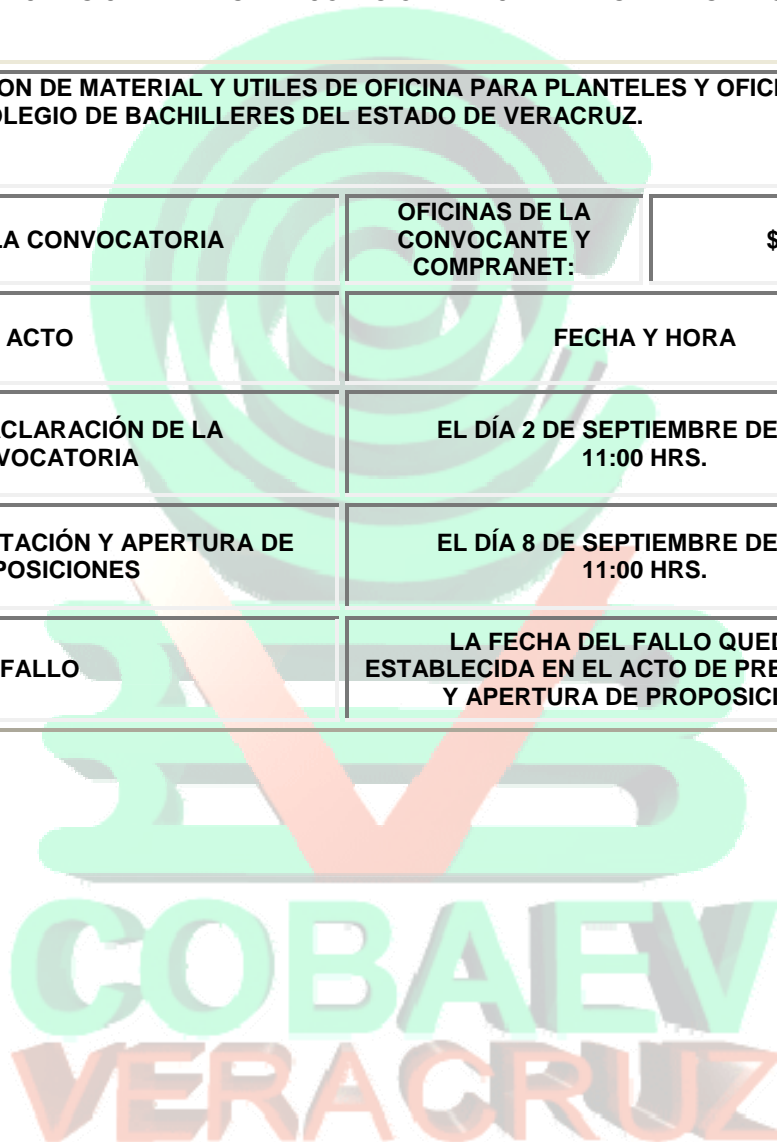 ON DE MATERIAL Y UTILES DE OFICINA PARA PLANTELES Y OFICI
OLEGIO DE BACHILLERES DEL ESTADO DE VERACRUZ.
LA CONVOCATORIA
OFICINAS DE LA
CONVOCANTE Y
COMPRANET:
$
ACTO
FECHA Y HORA
CLARACIÓN DE LA
VOCATORIA
EL DÍA 2 DE SEPTIEMBRE DE
11:00 HRS.
TACIÓN Y APERTURA DE
POSICIONES
EL DÍA 8 DE SEPTIEMBRE DE
11:00 HRS.
FALLO
LA FECHA DEL FALLO QUED
ESTABLECIDA EN EL ACTO DE PRE
Y APERTURA DE PROPOSICI
COBAEV
VERACRUZ